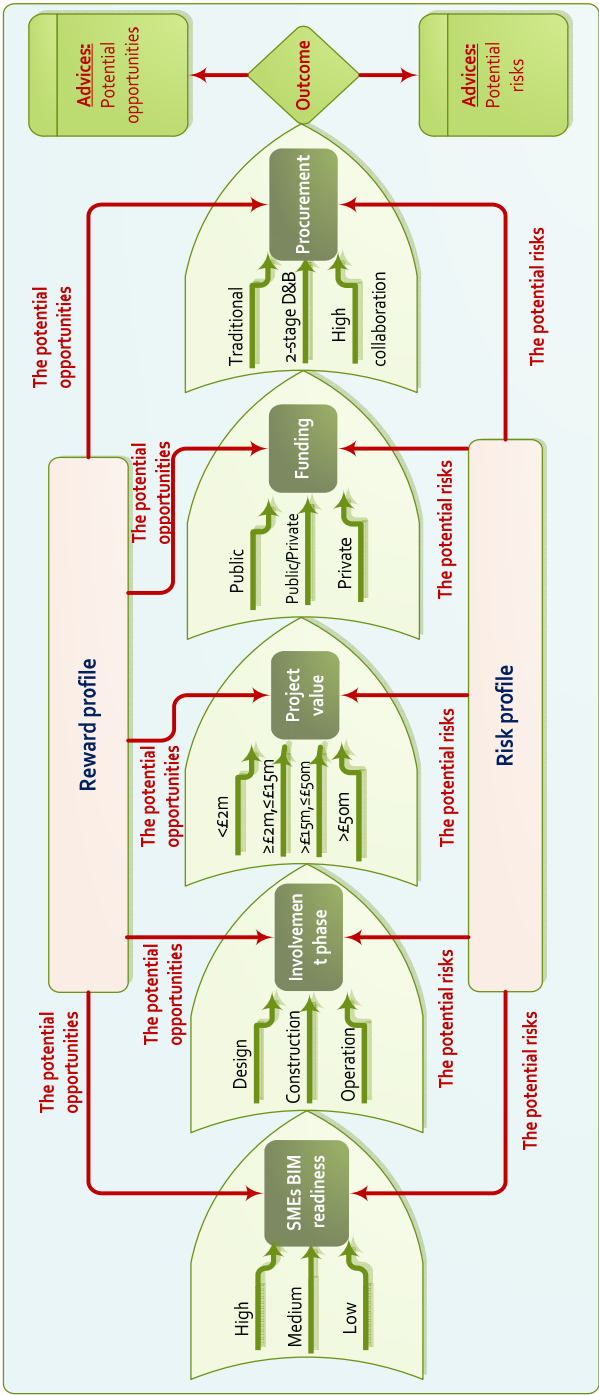 The potential
opportunities
Reward profile
The potential
opportunities
Advices:
Potential
opportunities
The potential
opportunities
The potential
opportunities
The potential
opportunities
High
Medium
Low
SMEs BIM
readiness
Design
Construction
Operation
Involvemen
t phase
<£2m
≥£2m,≤£15m
>£15m,≤£50m
>£50m
Project
value
Public
Public/Private
Private
Funding
Traditional
2-stage D&B
High
collaboration
Procurement
Outcome
The potential risks
The potential risks
The potential risks
The potential risks
Risk profile
The potential risks
Advices:
Potential
risks